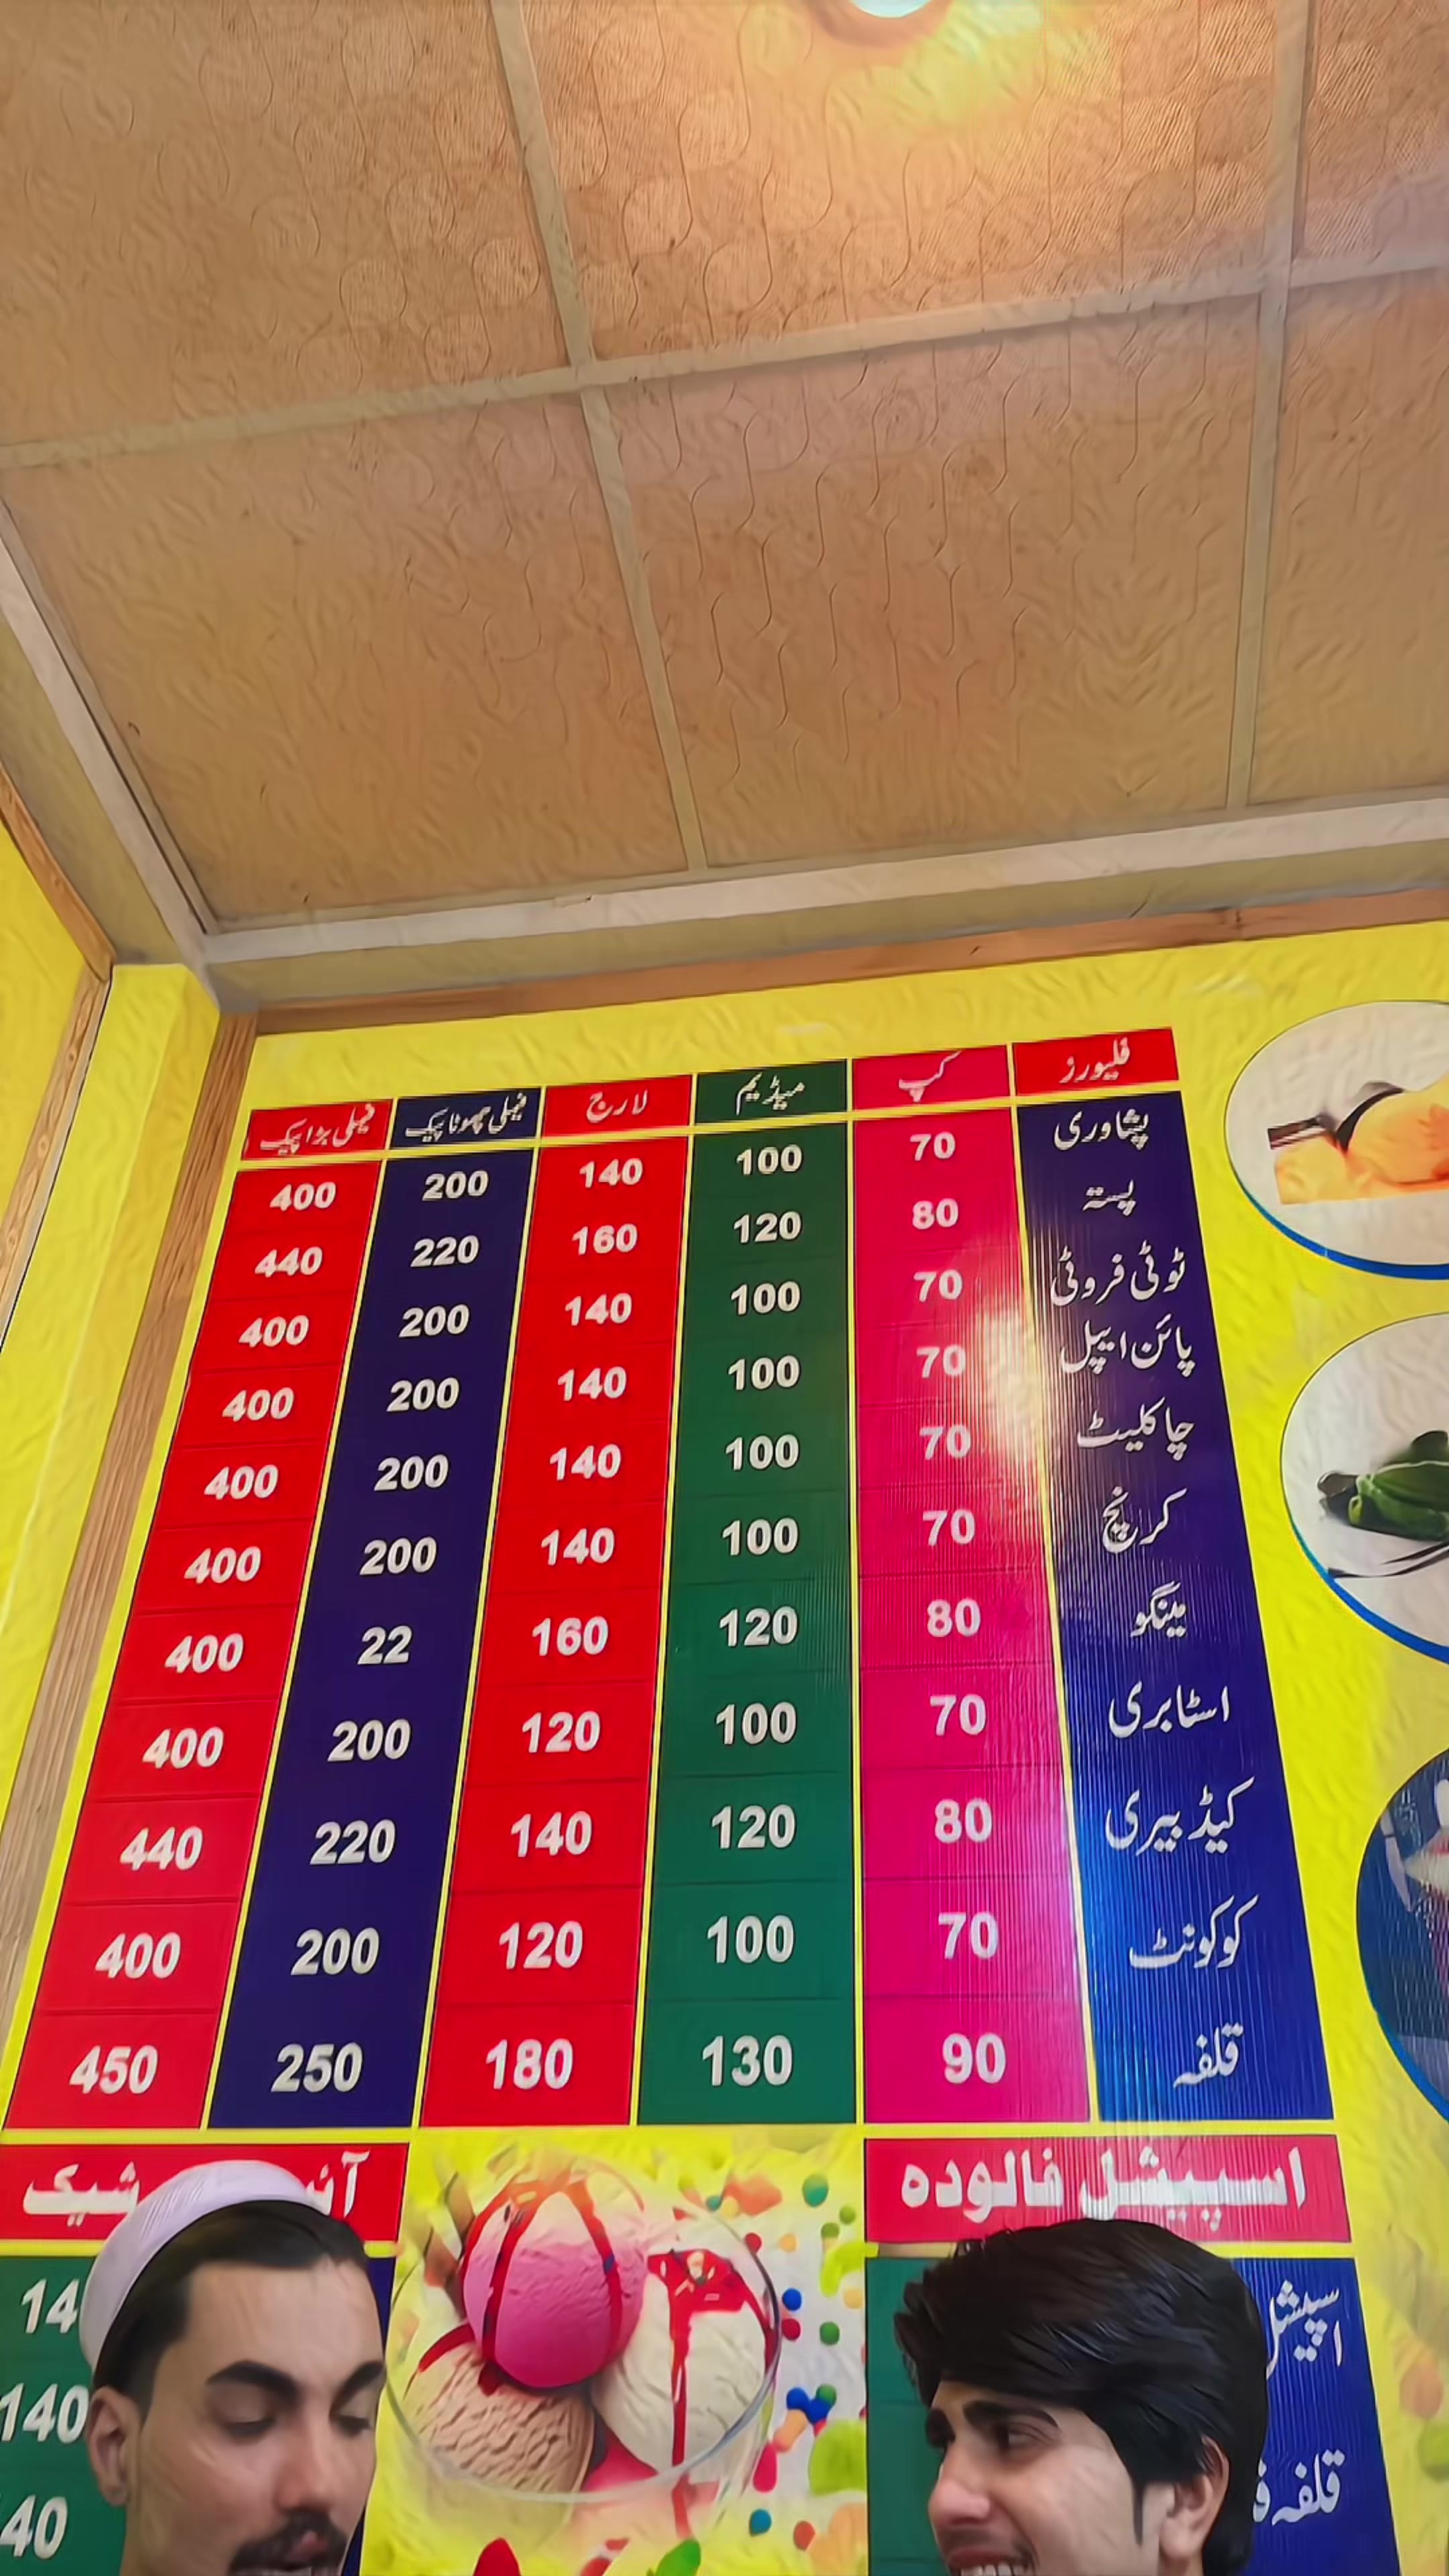 فلیورز کپ میڈیم لارج فیملی چھوٹا پیک فیملی بڑا پیک
پشاوری 70 100 140 200 400
پستہ 80 120 160 220 440
ٹوٹی فروٹی 70 100 140 200 400
پائن ایپل 70 100 140 200 400
چاکلیٹ 70 100 140 200 400
کرنچ 70 100 140 200 400
مینگو 80 120 160 22 400
اسٹابری 70 100 120 200 400
کیڈبیری 80 120 140 220 440
کوکونٹ 70 100 120 200 400
قلفہ 90 130 180 250 450
اسپیشل فالودہ
شیک
اسپیشل
قلفہ
140